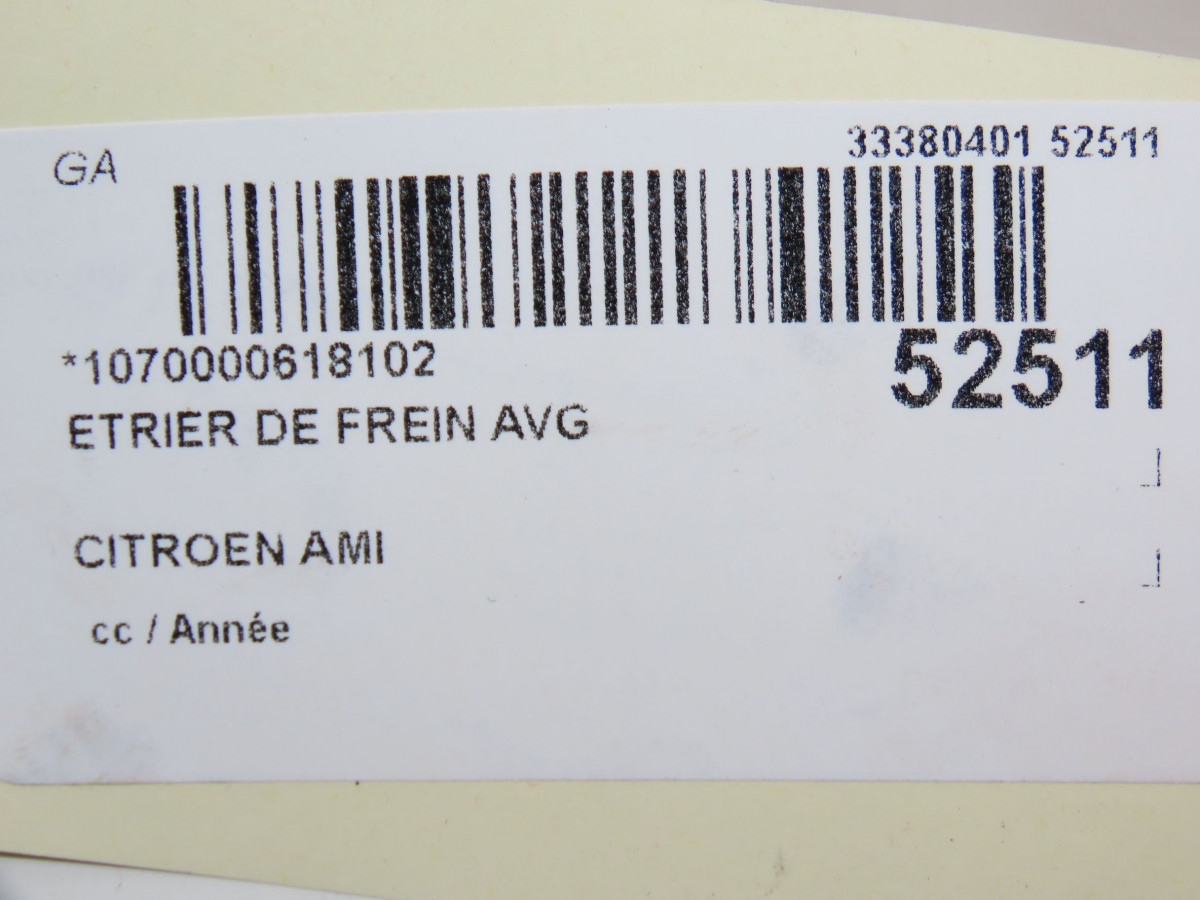 GA
33380401 52511
*1070000618102
52511
ETRIER DE FREIN AVG
CITROEN AMI
cc / Année